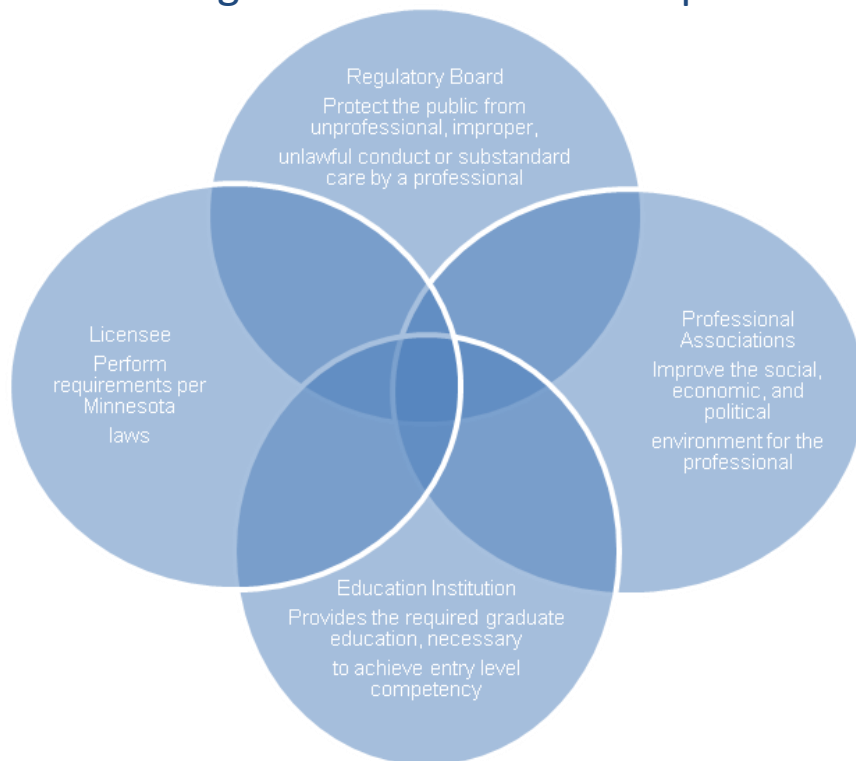 Regulatory Board
Protect the public from
unprofessional, improper,
unlawful conduct or substandard
care by a professional
Licensee
Perform
requirements per
Minnesota
laws
Professional
Associations
Improve the social,
economic, and
political
environment for the
professional
Education Institution
Provides the required graduate
education, necessary
to achieve entry level
competency